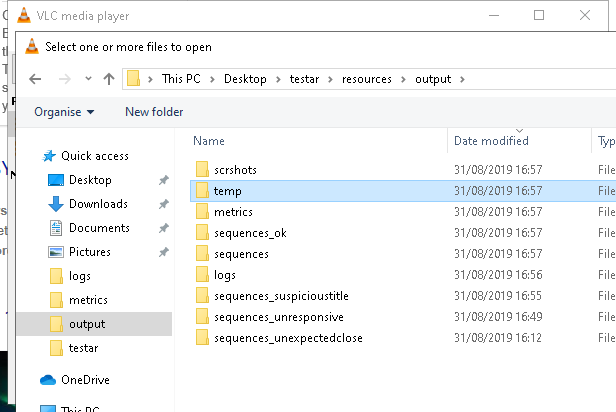 VLC media player
Select one or more files to open
This PC > Desktop > testar > resources > output >
Organise New folder
Name Date modified Typ
Quick access
Desktop
Downloads
Documents
Pictures
logs
metrics
output
testar
OneDrive
This PC
scrshots 31/08/2019 16:57 File
temp 31/08/2019 16:57 File
metrics 31/08/2019 16:57 File
sequences_ok 31/08/2019 16:57 File
sequences 31/08/2019 16:57 File
logs 31/08/2019 16:56 File
sequences_suspicioustitle 31/08/2019 16:55 File
sequences_unresponsive 31/08/2019 16:49 File
sequences_unexpectedclose 31/08/2019 16:12 File